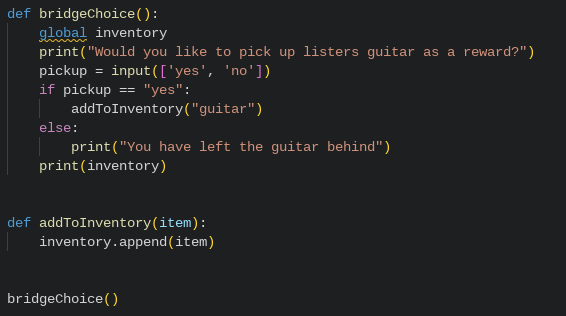 def bridgeChoice():
    global inventory
    print("Would you like to pick up listers guitar as a reward?")
    pickup = input(['yes', 'no'])
    if pickup == "yes":
        addToInventory("guitar")
    else:
        print("You have left the guitar behind")
    print(inventory)
def addToInventory(item):
    inventory.append(item)
bridgeChoice()